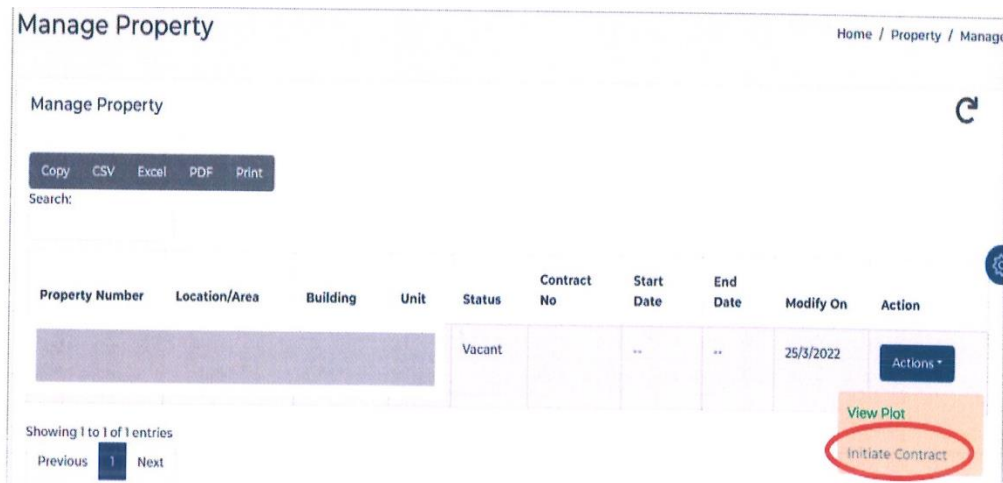 Manage Property
Home / Property / Manage
Manage Property
Copy CSV Excel PDF Print
Search:
Property Number Location/Area Building Unit Status Contract No Start Date End Date Modify On Action
Vacant -- -- 25/3/2022 Actions
View Plot
Initiate Contract
Showing 1 to 1 of 1 entries
Previous 1 Next